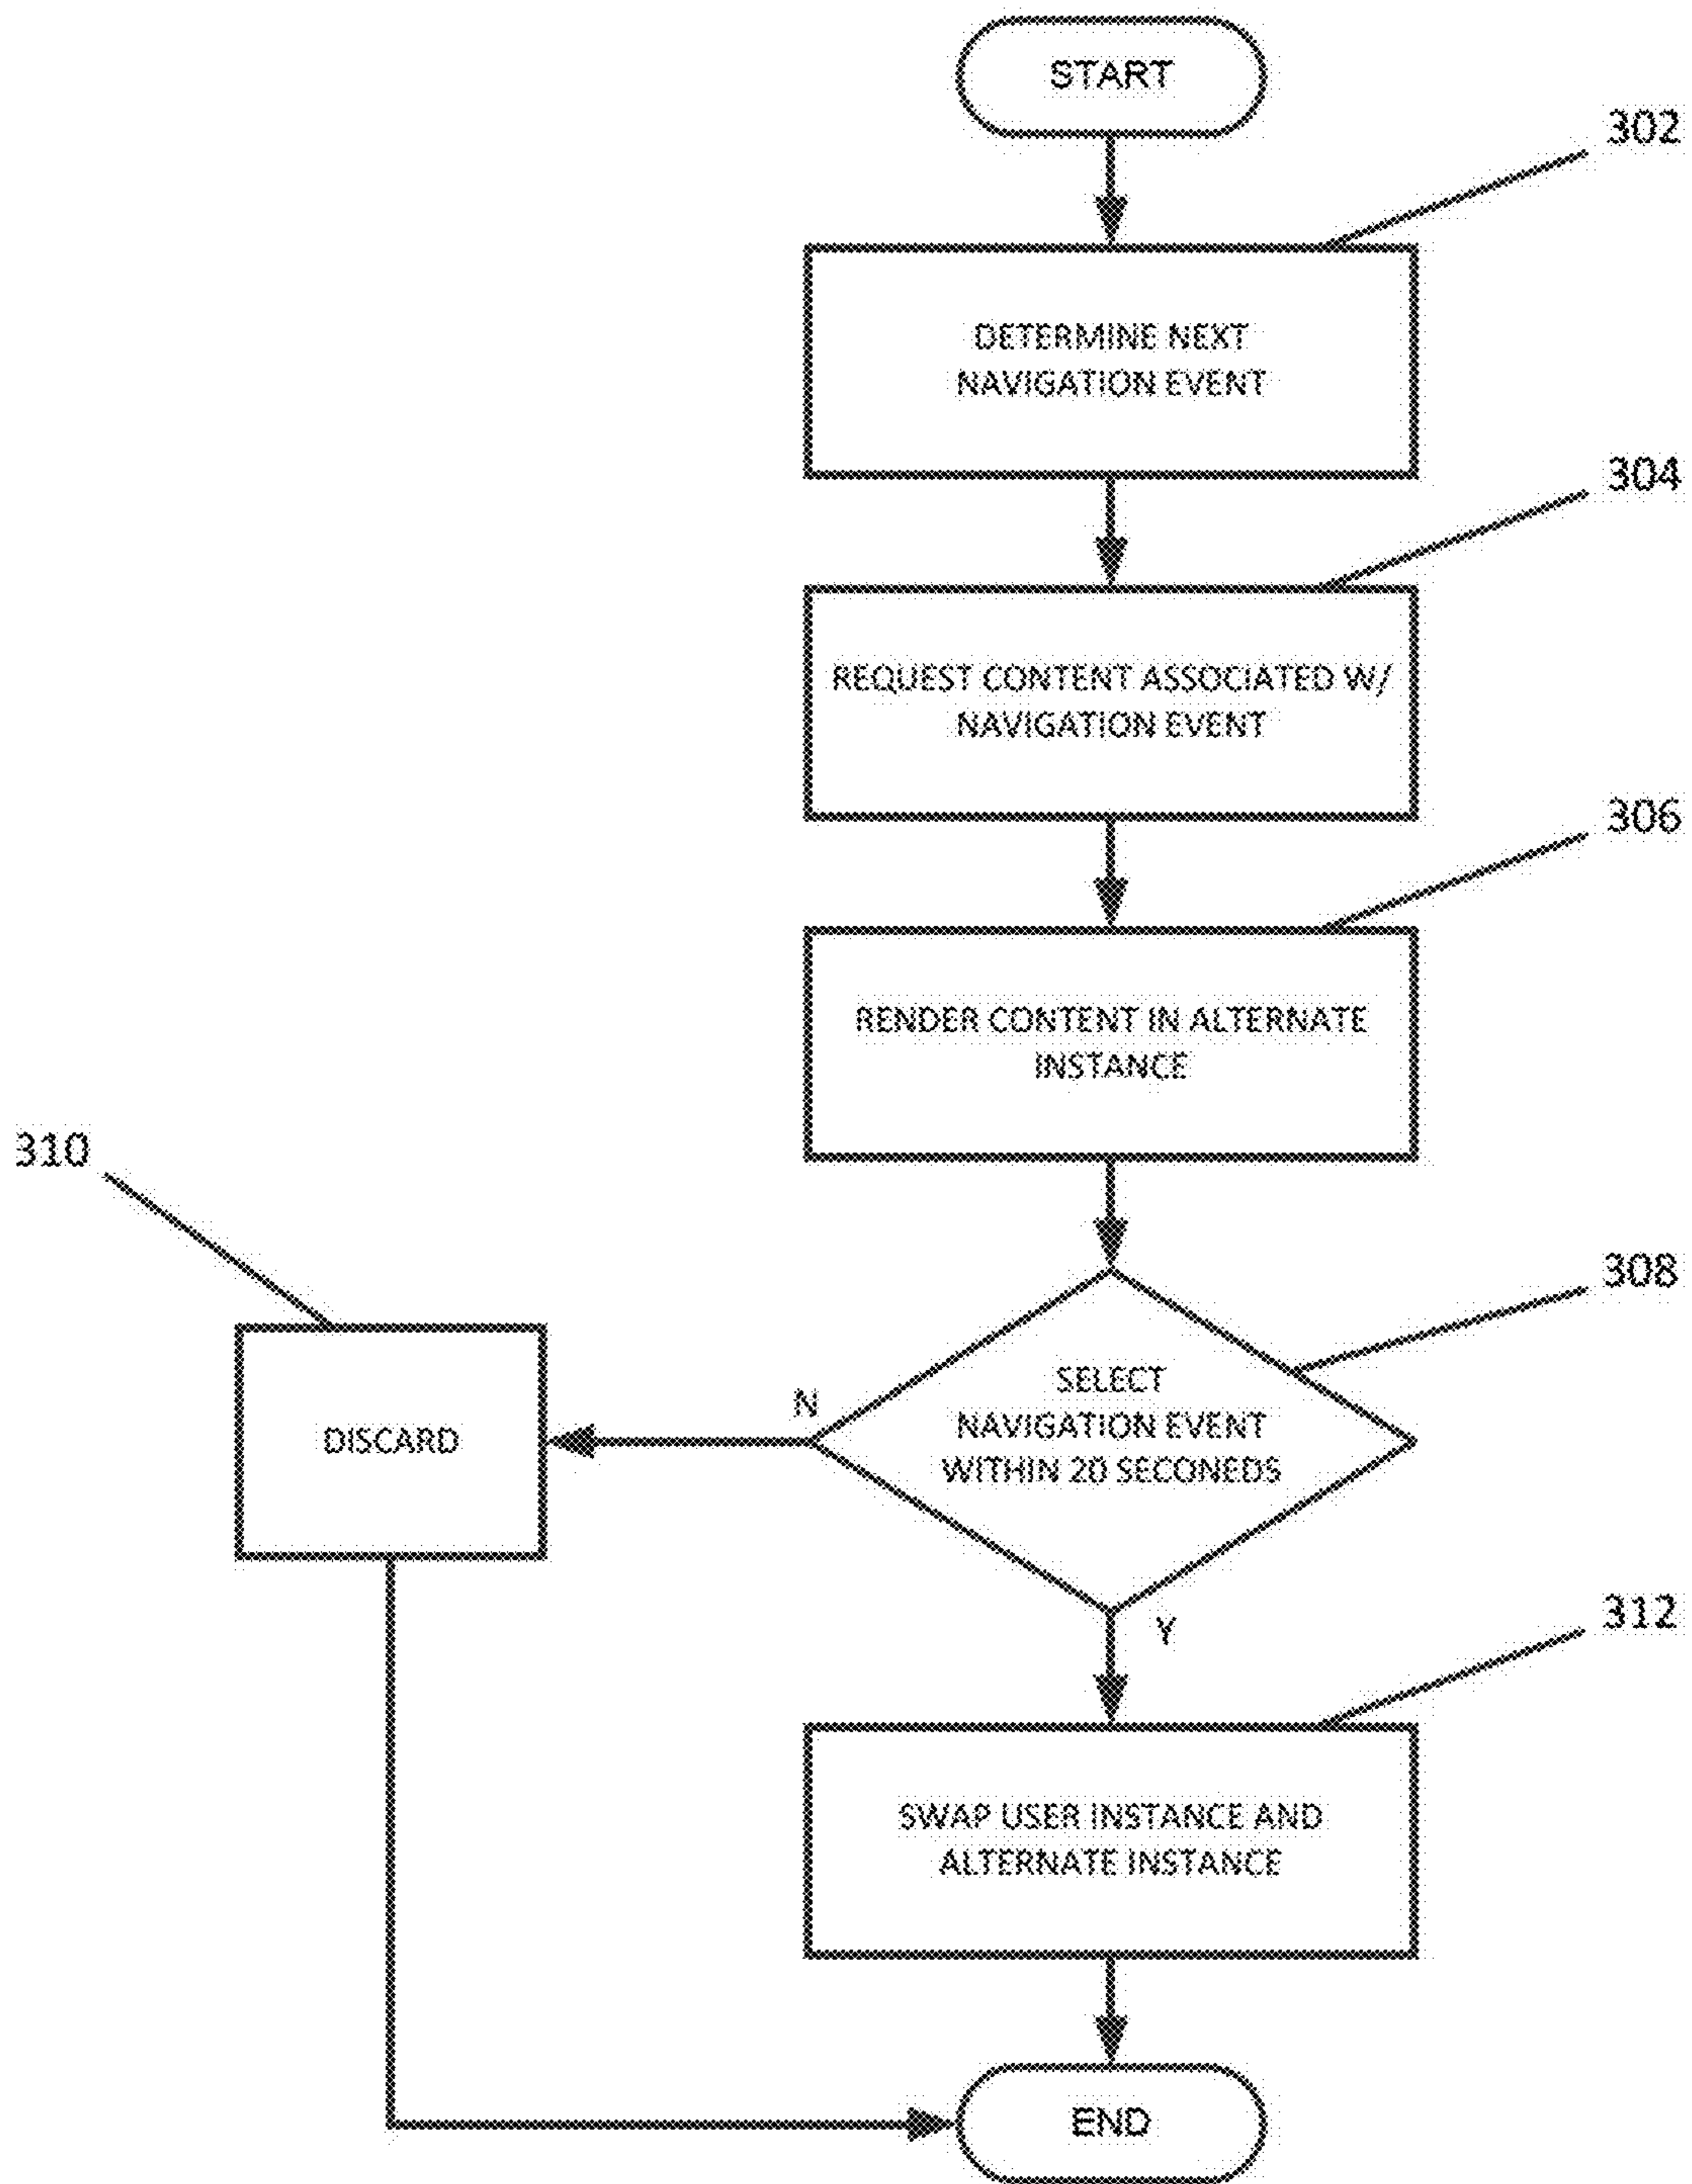 START
302
DETERMINE NEXT
NAVIGATION EVENT
304
REQUEST CONTENT ASSOCIATED W/
NAVIGATION EVENT
306
RENDER CONTENT IN ALTERNATE
INSTANCE
310
308
SELECT
NAVIGATION EVENT
WITHIN 20 SECONEDS
N
DISCARD
Y
312
SWAP USER INSTANCE AND
ALTERNATE INSTANCE
END